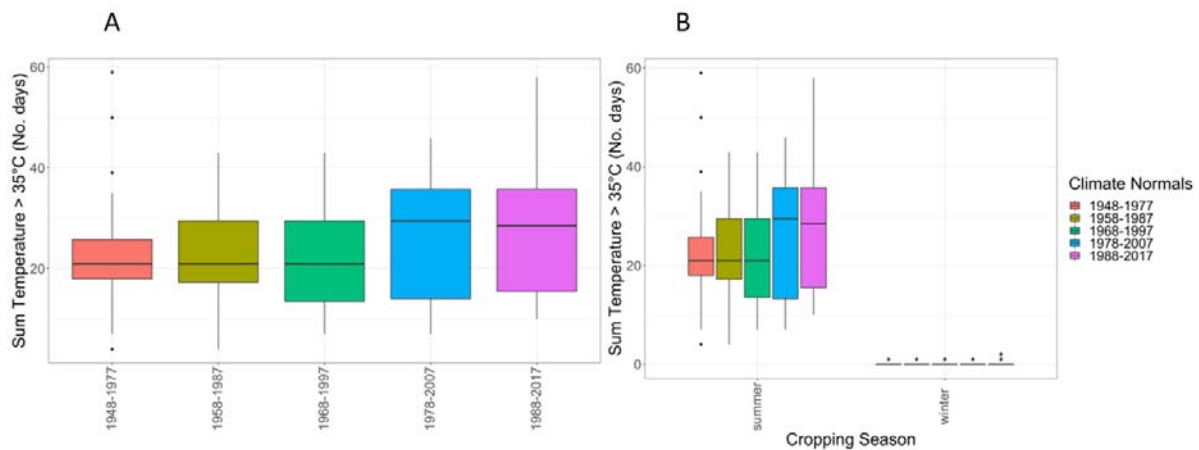 A
Sum Temperature > 35°C (No. days)
60
40
20
1948-1977
1958-1987
1968-1997
1978-2007
1988-2017
B
Sum Temperature > 35°C (No. days)
60
40
20
0
summer
winter
Cropping Season
Climate Normals
1948-1977
1958-1987
1968-1997
1978-2007
1988-2017